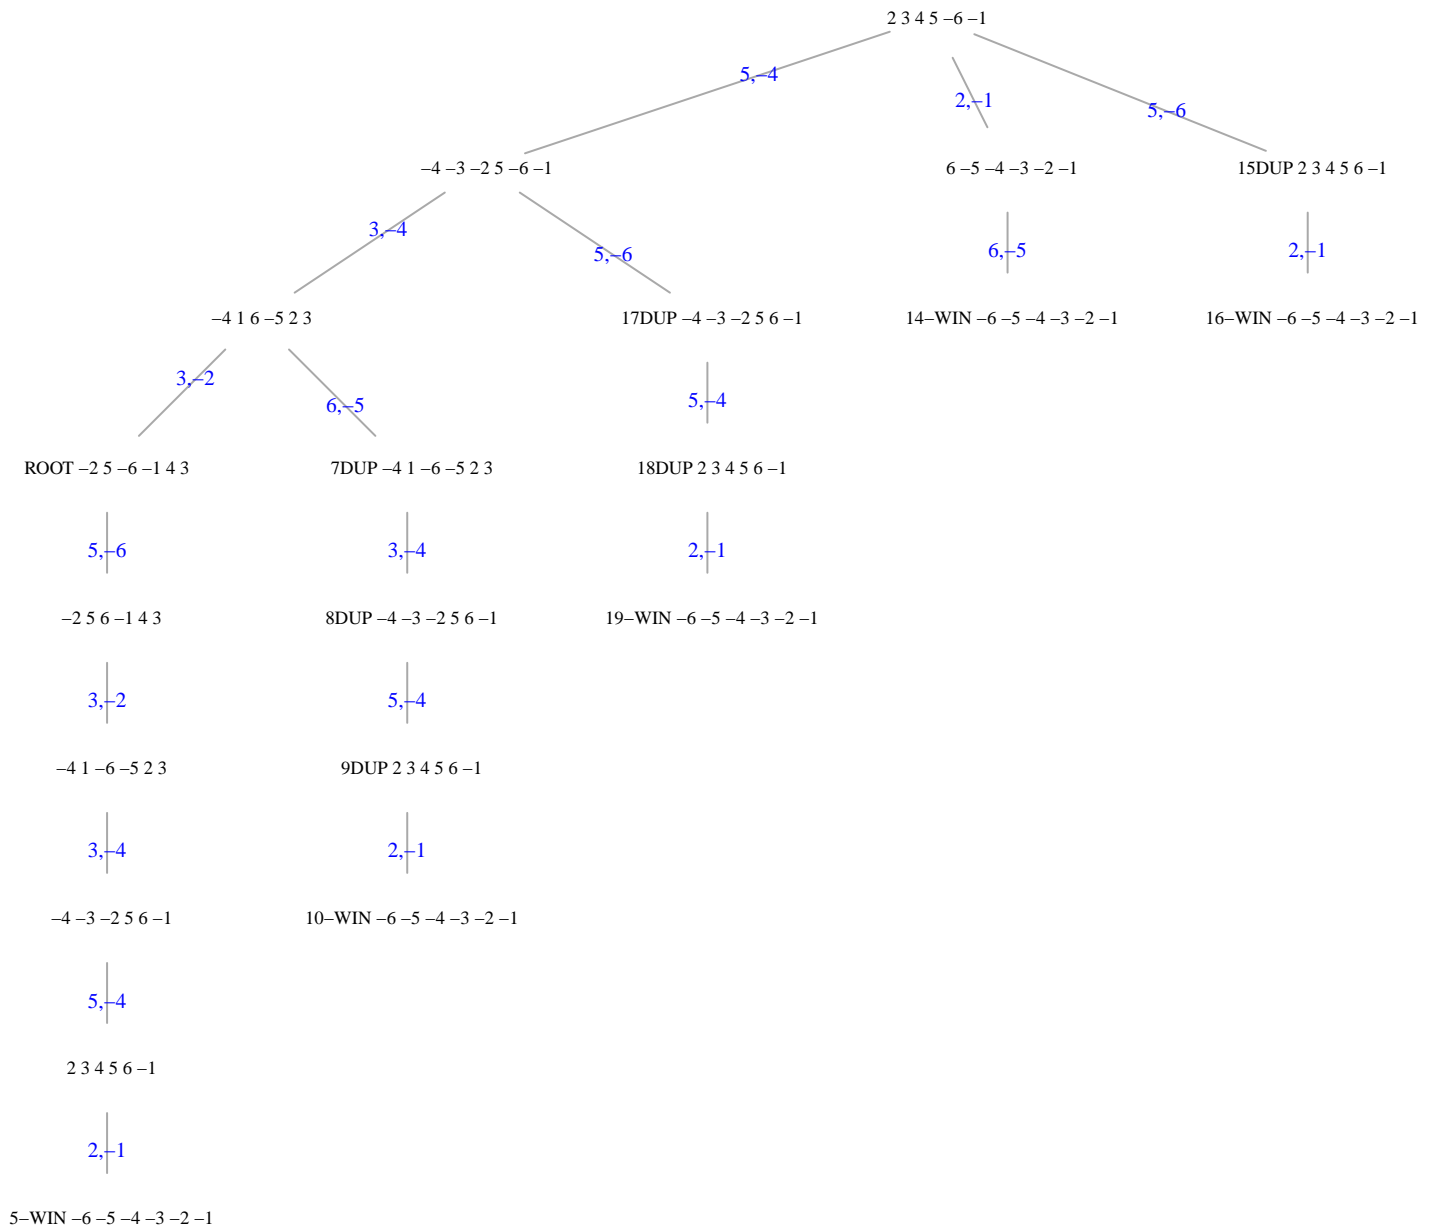 2 3 4 5 –6 –1
5,–4
2,–1
5,–6
–4 –3 –2 5 –6 –1
6 –5 –4 –3 –2 –1
15DUP 2 3 4 5 6 –1
3,–4
5,–6
6,–5
2,–1
–4 1 6 –5 2 3
17DUP –4 –3 –2 5 6 –1
14–WIN –6 –5 –4 –3 –2 –1
16–WIN –6 –5 –4 –3 –2 –1
3,–2
6,–5
5,–4
ROOT –2 5 –6 –1 4 3
7DUP –4 1 –6 –5 2 3
18DUP 2 3 4 5 6 –1
5,–6
3,–4
2,–1
–2 5 6 –1 4 3
8DUP –4 –3 –2 5 6 –1
19–WIN –6 –5 –4 –3 –2 –1
3,–2
5,–4
–4 1 –6 –5 2 3
9DUP 2 3 4 5 6 –1
3,–4
2,–1
–4 –3 –2 5 6 –1
10–WIN –6 –5 –4 –3 –2 –1
5,–4
2 3 4 5 6 –1
2,–1
5–WIN –6 –5 –4 –3 –2 –1